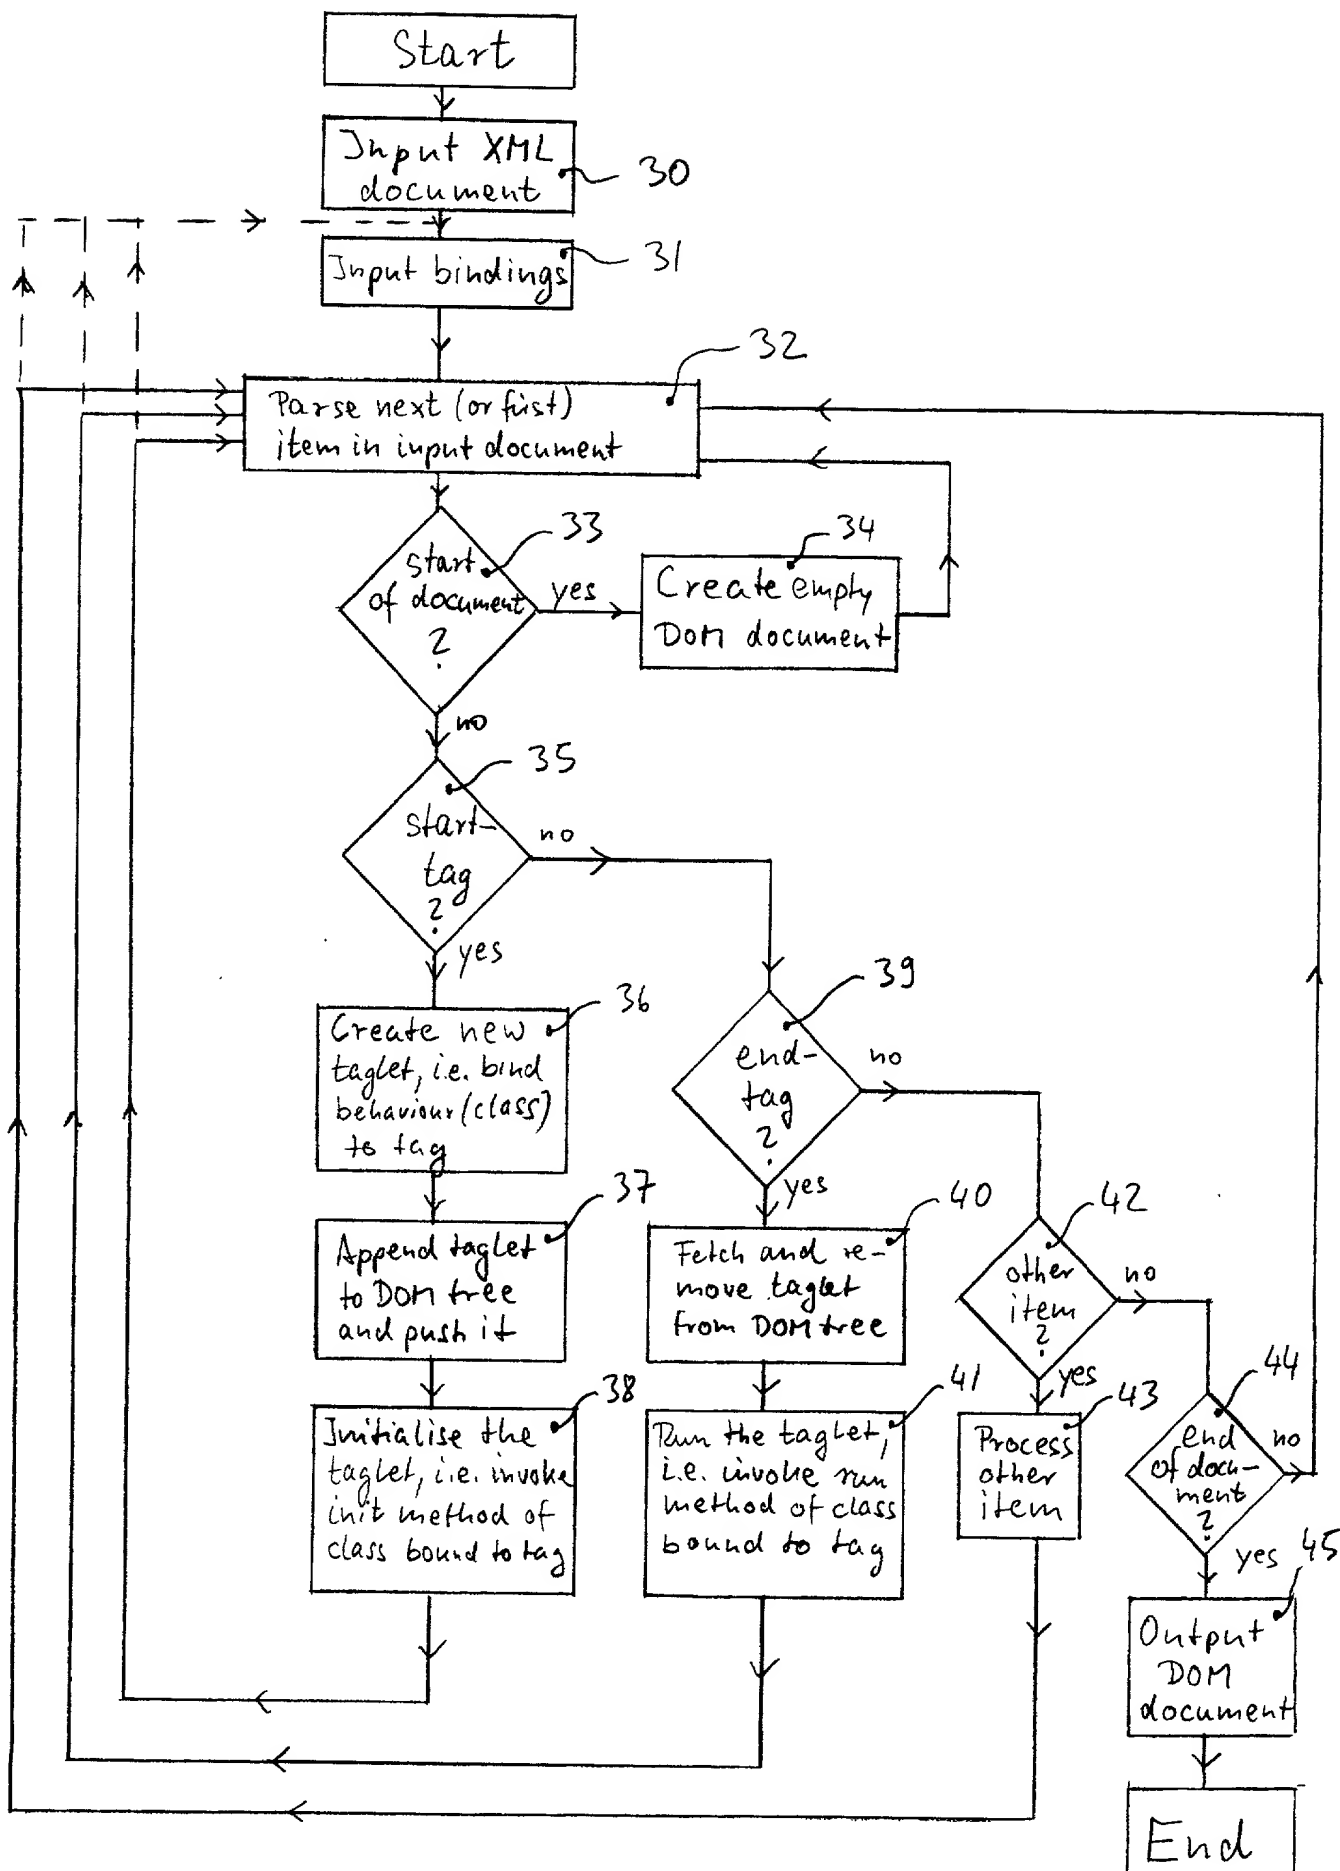 Start
Input XML
document
30
Input bindings
31
32
Parse next (or first)
item in input document
33
start
of document
?
yes
34
Create empty
DOM document
no
35
start-
tag
?
no
yes
36
Create new
taglet, i.e. bind
behaviour (class)
to tag
37
Append taglet
to DOM tree
and push it
38
Initialise the
taglet, i.e. invoke
init method of
class bound to tag
39
end-
tag
?
no
yes
40
Fetch and re-
move taglet
from DOM tree
41
Run the taglet,
i.e. invoke run
method of class
bound to tag
42
other
item
?
no
yes
43
Process
other
item
44
end
of docu-
ment
?
no
yes
45
Output
DOM
document
End